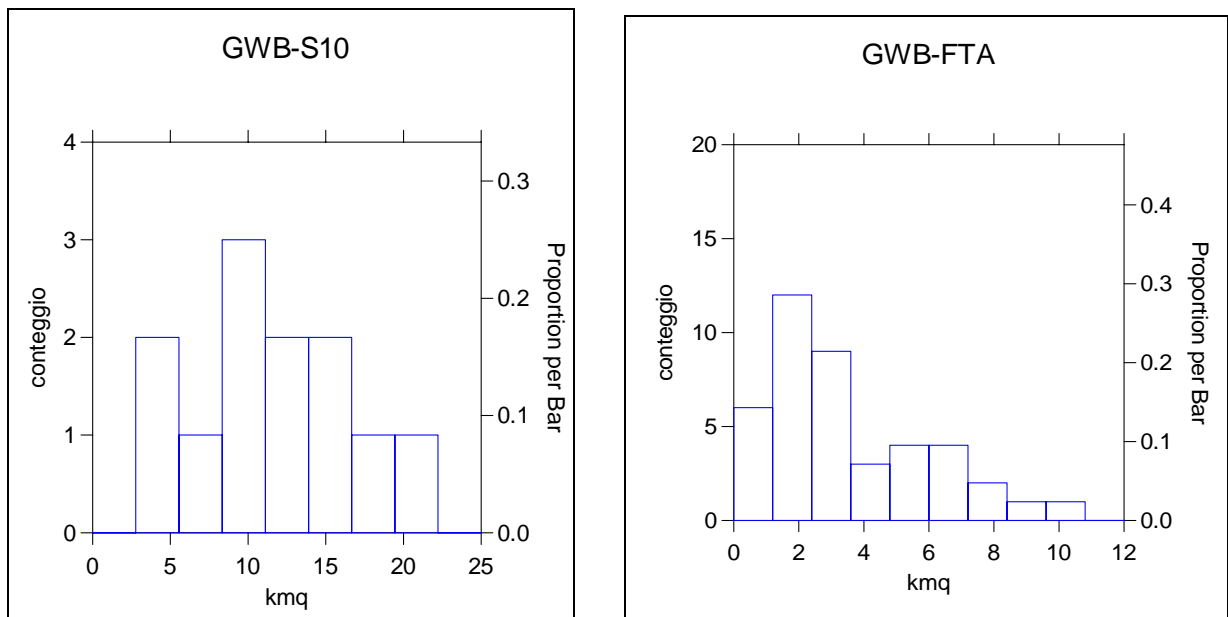 GWB-S10
4
3
2
1
0
conteggio
0.3
0.2
0.1
0.0
Proportion per Bar
0 5 10 15 20 25
kmq
GWB-FTA
20
15
10
5
0
conteggio
0.4
0.3
0.2
0.1
0.0
Proportion per Bar
0 2 4 6 8 10 12
kmq